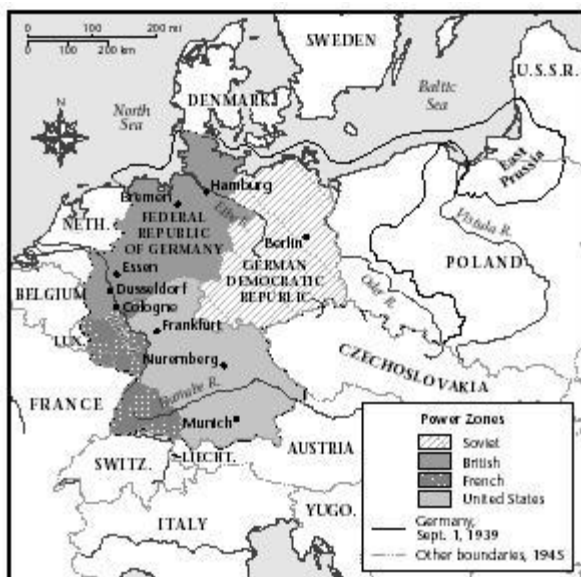 0 100 200 mi
0 100 200 km
SWEDEN
U.S.S.R.
North
Sea
Baltic
Sea
DENMARK
N
East
Prussia
Hamburg
Bremen
Elbe R.
FEDERAL
REPUBLIC
OF GERMANY
NETH.
Berlin
Vistula R.
POLAND
GERMAN
DEMOCRATIC
REPUBLIC
Essen
Dusseldorf
Cologne
BELGIUM
Oder R.
Frankfurt
LUX.
Nuremberg
CZECHOSLOVAKIA
FRANCE
Danube R.
Munich
AUSTRIA
SWITZ.
LIECHT.
ITALY
YUGO.
Power Zones
Soviet
British
French
United States
Germany,
Sept. 1, 1939
Other boundaries, 1945